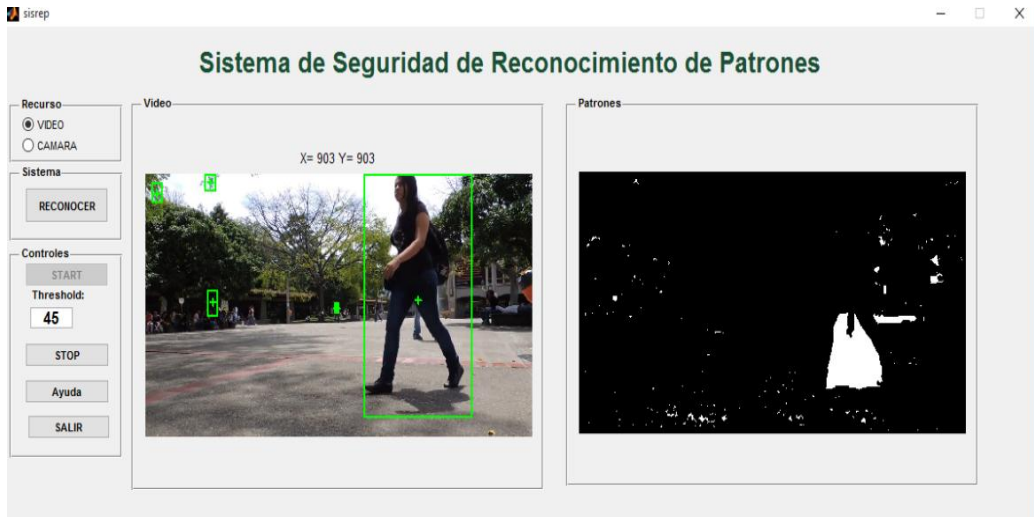 sisrep
Sistema de Seguridad de Reconocimiento de Patrones
Recurso
VIDEO
CAMARA
Sistema
RECONOCER
Controles
START
Threshold:
45
STOP
Ayuda
SALIR
Video
X= 903 Y= 903
Patrones